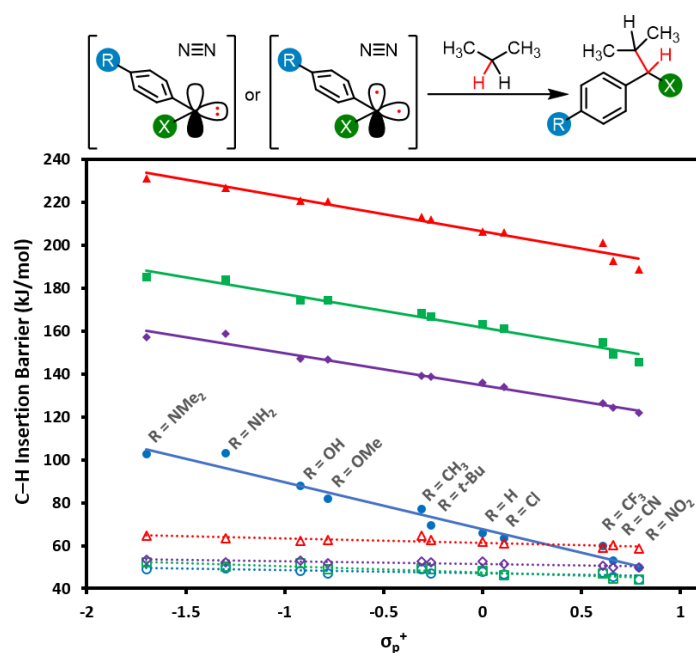 R N≡N X
or
R N≡N X
H₃C CH₃ H H
H H₃C CH₃ H R X
240
220
200
180
160
140
120
100
80
60
40
C–H Insertion Barrier (kJ/mol)
R = NMe₂
R = NH₂
R = OH
R = OMe
R = CH₃
R = t-Bu
R = H
R = Cl
R = CF₃
R = CN
R = NO₂
-2 -1.5 -1 -0.5 0 0.5 1
σₚ⁺